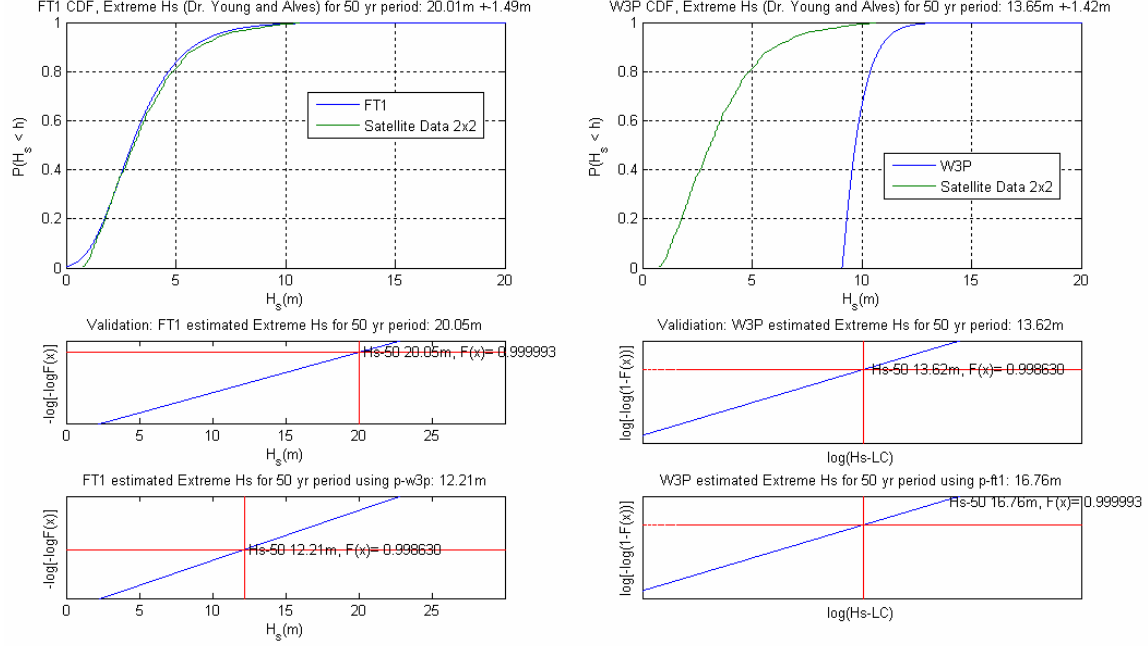 FT1 CDF, Extreme Hs (Dr. Young and Alves) for 50 yr period: 20.01m +-1.49m
1
0.8
0.6
0.4
0.2
0
P(H_s < h)
FT1
Satellite Data 2x2
0 5 10 15 20
H_s(m)
W3P CDF, Extreme Hs (Dr. Young and Alves) for 50 yr period: 13.65m +-1.42m
1
0.8
0.6
0.4
0.2
0
P(H_s < h)
W3P
Satellite Data 2x2
0 5 10 15 20
H_s(m)
Validation: FT1 estimated Extreme Hs for 50 yr period: 20.05m
-log[-logF(x)]
Hs-50 20.05m, F(x)= 0.999993
0 5 10 15 20 25
H_s(m)
Validiation: W3P estimated Extreme Hs for 50 yr period: 13.62m
log[-log(1-F(x))]
Hs-50 13.62m, F(x)= 0.998630
log(Hs-LC)
FT1 estimated Extreme Hs for 50 yr period using p-w3p: 12.21m
-log[-logF(x)]
Hs-50 12.21m, F(x)= 0.998630
0 5 10 15 20 25
H_s(m)
W3P estimated Extreme Hs for 50 yr period using p-ft1: 16.76m
log[-log(1-F(x))]
Hs-50 16.76m, F(x)= 0.999993
log(Hs-LC)